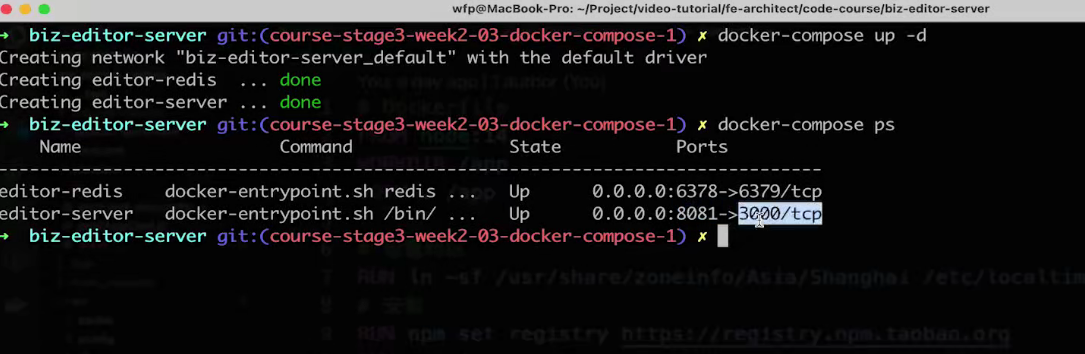 wfp@MacBook-Pro: ~/Project/video-tutorial/fe-architect/code-course/biz-editor-server
→ biz-editor-server git:(course-stage3-week2-03-docker-compose-1) ✗ docker-compose up -d
Creating network "biz-editor-server_default" with the default driver
Creating editor-redis ... done
Creating editor-server ... done
→ biz-editor-server git:(course-stage3-week2-03-docker-compose-1) ✗ docker-compose ps
Name Command State Ports
--------------------------------------------------------------------------------
editor-redis docker-entrypoint.sh redis ... Up 0.0.0.0:6378->6379/tcp
editor-server docker-entrypoint.sh /bin/ ... Up 0.0.0.0:8081->3000/tcp
→ biz-editor-server git:(course-stage3-week2-03-docker-compose-1) ✗
7 RUN ln -sf /usr/share/zoneinfo/Asia/Shanghai /etc/localtim
8 # 安装
9 RUN npm set registry https://registry.npm.taobao.org